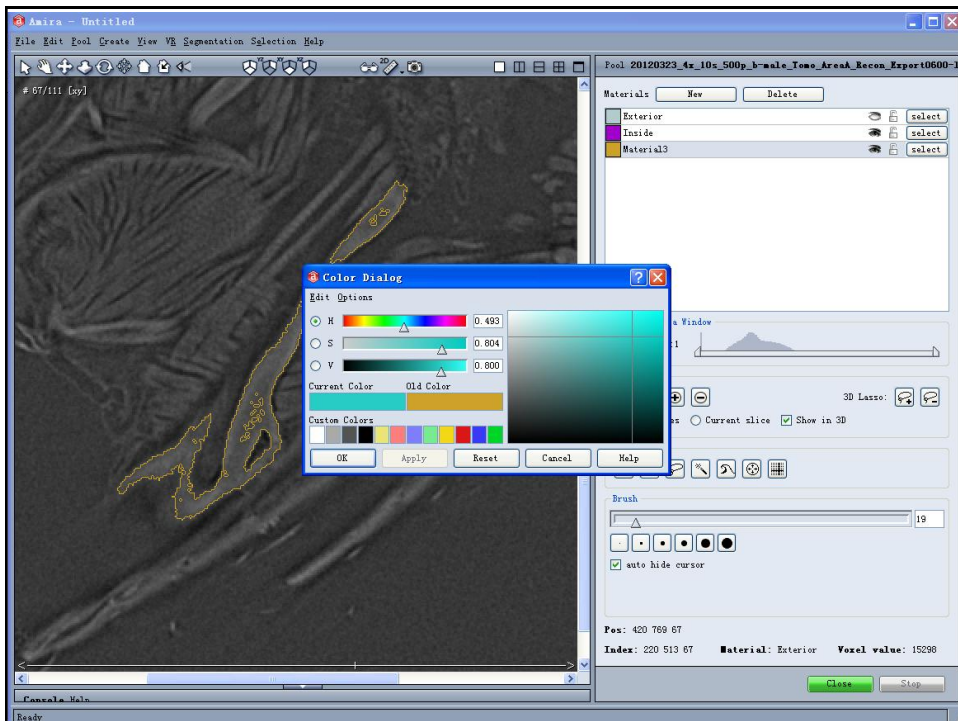 Amira - Untitled
File Edit Pool Create View VR Segmentation Selection Help
2D
# 67/111 [xy]
Pool 20120323_4x_10s_500p_b-male_Tomo_AreaA_Recon_Export0600-1
Materials New Delete
Exterior select
Inside select
Material3 select
Color Dialog
Edit Options
H 0.493
S 0.804
V 0.800
Current Color Old Color
Custom Colors
OK Apply Reset Cancel Help
a Window
3D Lasso:
Current slice Show in 3D
Brush
19
auto hide cursor
Pos: 420 769 67
Index: 220 513 67 Material: Exterior Voxel value: 15298
Close Stop
Console Help
Ready